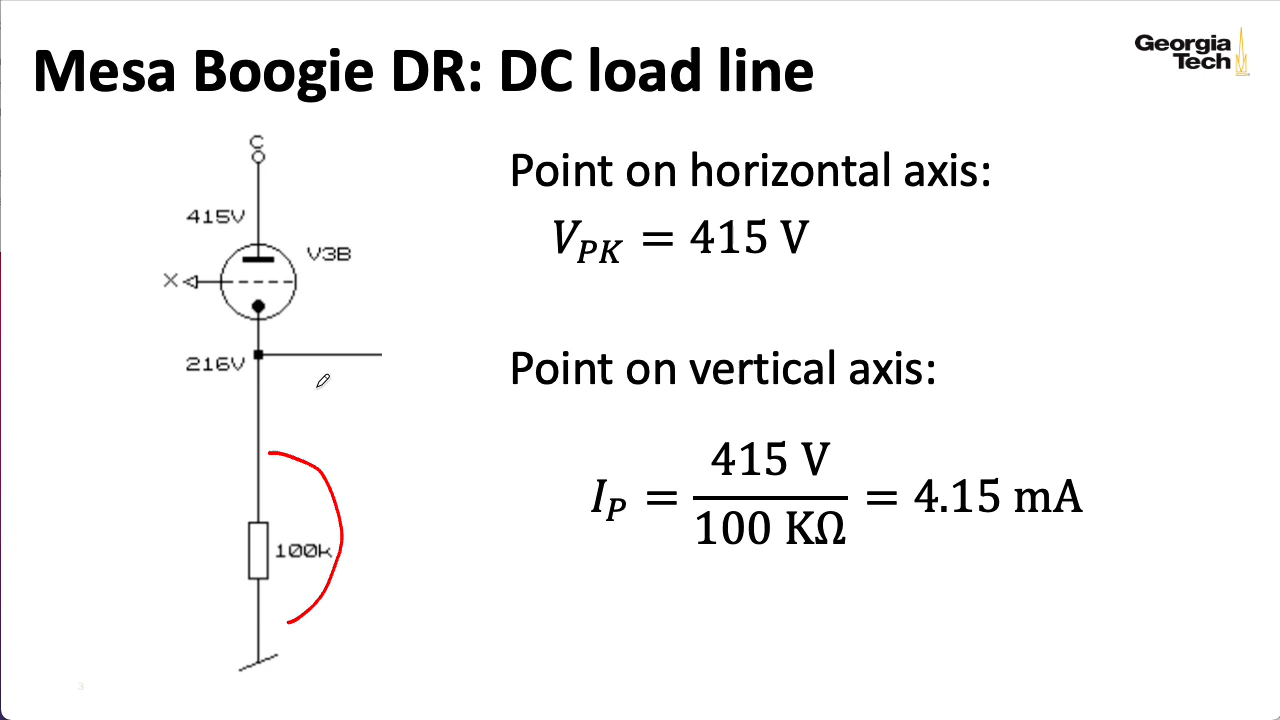 Mesa Boogie DR: DC load line
Georgia
Tech
C
415V
V3B
X
216V
100k
Point on horizontal axis:
V_PK = 415 V
Point on vertical axis:
I_P = 415 V / 100 KΩ = 4.15 mA
3